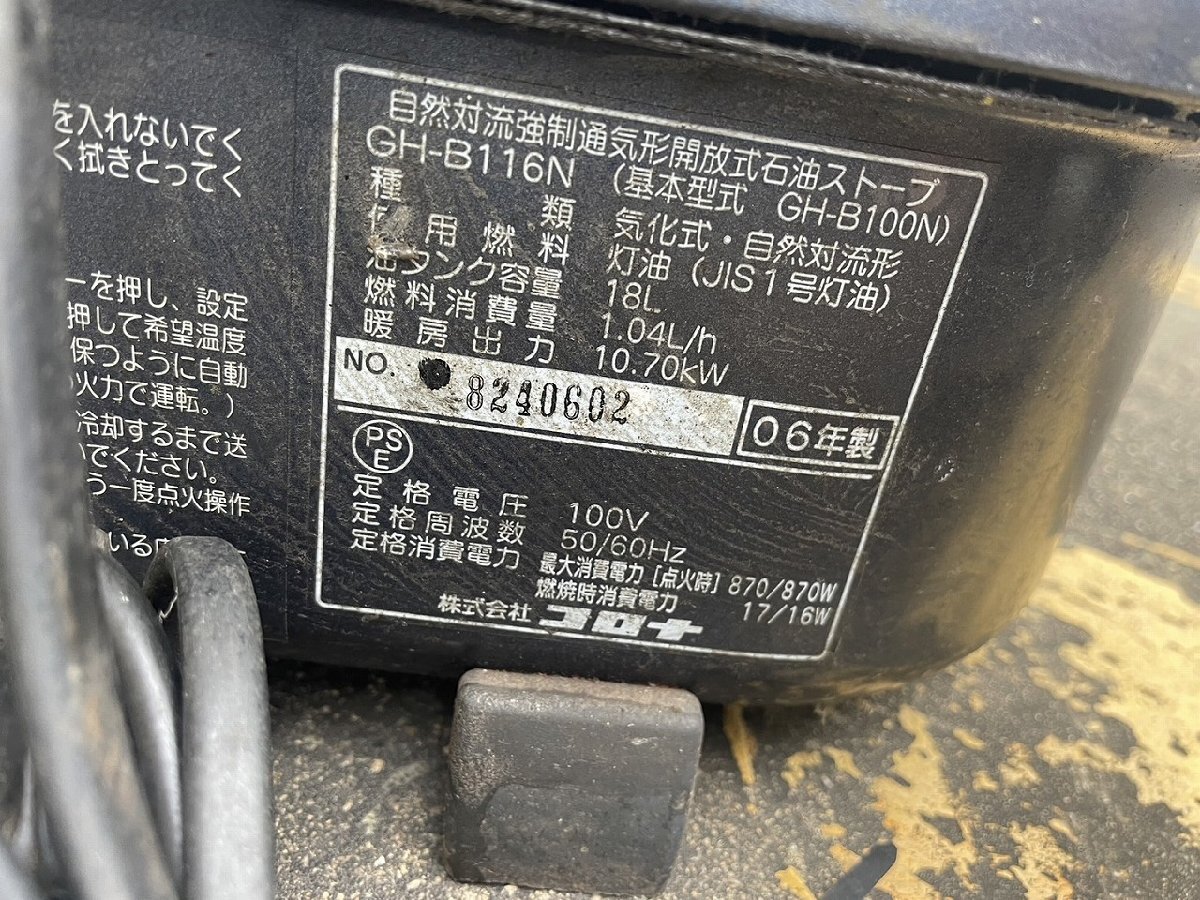 を入れないでく
く拭きとってく
ーを押し、設定
押して希望温度
保つように自動
火力で運転。)
冷却するまで送
いでください。
う一度点火操作
いる
自然対流強制通気形開放式石油ストーブ
GH-B116N (基本型式 GH-B100N)
種類 気化式・自然対流形
使用燃料 灯油(JIS1号灯油)
油タンク容量 18L
燃料消費量 1.04L/h
暖房出力 10.70kW
NO. 8240602
06年製
PSE
定格電圧 100V
定格周波数 50/60Hz
定格消費電力 最大消費電力[点火時] 870/870W
燃焼時消費電力 17/16W
株式会社 コロナ